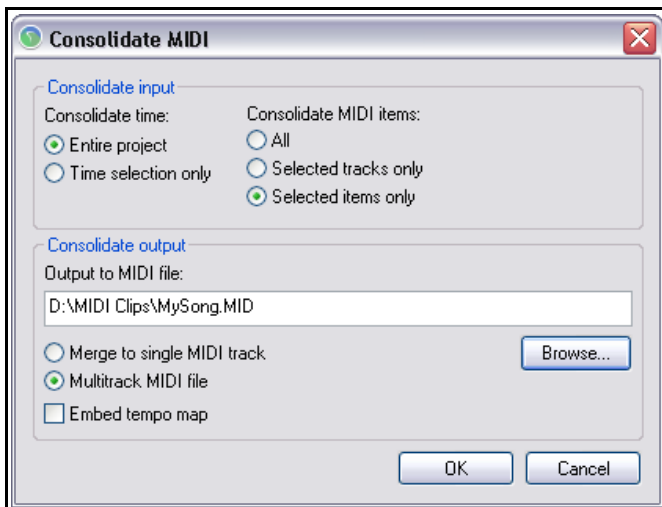 Consolidate MIDI
Consolidate input
Consolidate time:
Entire project
Time selection only
Consolidate MIDI items:
All
Selected tracks only
Selected items only
Consolidate output
Output to MIDI file:
D:\MIDI Clips\MySong.MID
Merge to single MIDI track
Multitrack MIDI file
Browse...
Embed tempo map
OK
Cancel